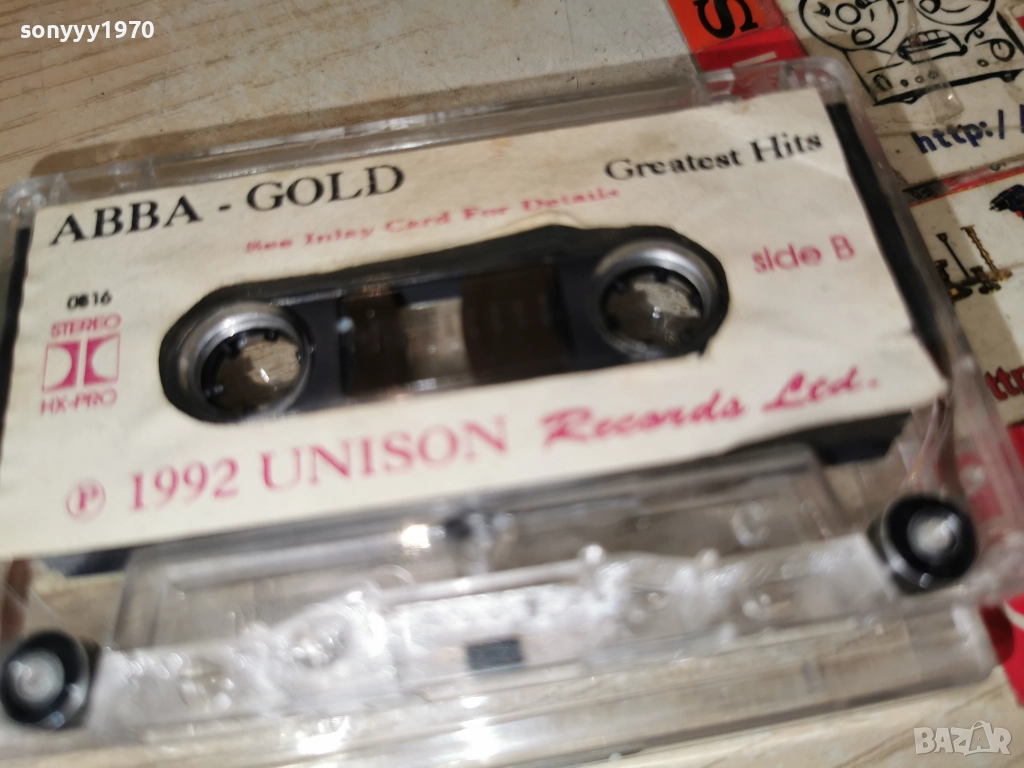 sonyyy1970
S
http://
ABBA - GOLD
Greatest Hits
See Inlay Card For Details
side B
0816
STEREO
HX-PRO
℗ 1992 UNISON Records Ltd.
BAZAR